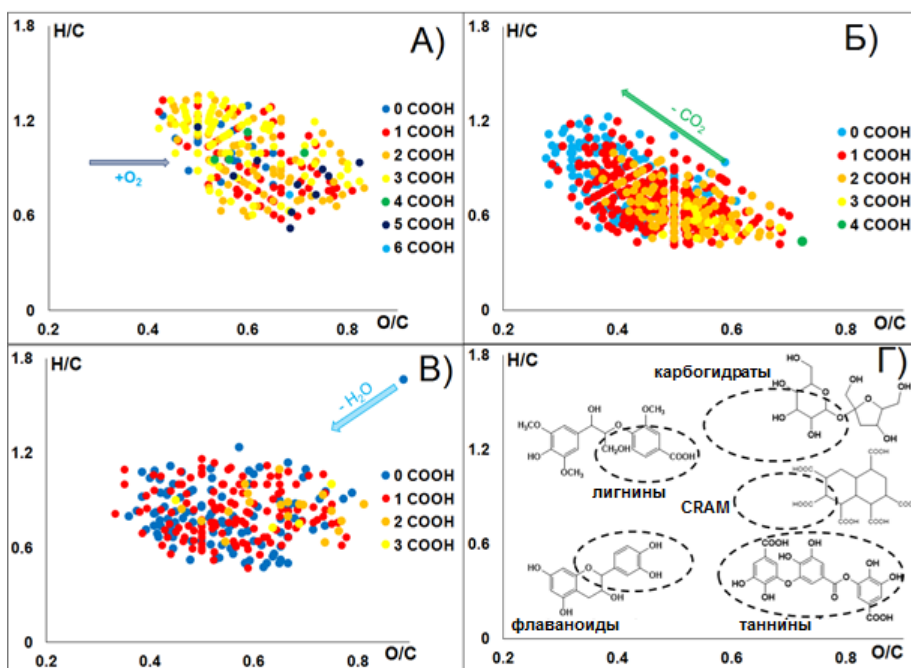 1.8
H/C
А)
1.2
0.6
0
0.2
0.4
0.6
0.8
O/C
+O₂
0 COOH
1 COOH
2 COOH
3 COOH
4 COOH
5 COOH
6 COOH
1.8
H/C
Б)
1.2
0.6
0
0.2
0.4
0.6
0.8
O/C
- CO₂
0 COOH
1 COOH
2 COOH
3 COOH
4 COOH
1.8
H/C
В)
1.2
0.6
0
0.2
0.4
0.6
0.8
O/C
- H₂O
0 COOH
1 COOH
2 COOH
3 COOH
1.8
H/C
Г)
1.2
0.6
0
0.2
0.4
0.6
0.8
O/C
карбогидраты
лигнины
CRAM
флаваноиды
таннины